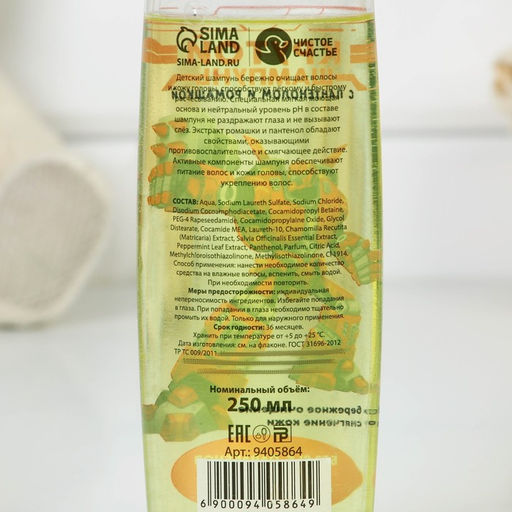 SIMA
LAND
SIMA-LAND.RU
ЧИСТОЕ
СЧАСТЬЕ
Детский шампунь бережно очищает волосы
и кожу головы, способствует лёгкому и быстрому
расчёсыванию. Специальная мягкая моющая
С ПАНТЕНОЛОМ И РОМАШКОЙ
основа и нейтральный уровень pH в составе
шампуня не раздражают глаза и не вызывают
слёз. Экстракт ромашки и пантенол обладают
свойствами, оказывающими
противовоспалительное и смягчающее действие.
Активные компоненты шампуня обеспечивают
питание волос и кожи головы, способствуют
укреплению волос.
СОСТАВ: Aqua, Sodium Laureth Sulfate, Sodium Chloride,
Disodium Cocoamphodiacetate, Cocamidopropyl Betaine,
PEG-4 Rapeseedamide, Cocamidopropylaine Oxide, Glycol
Distearate, Cocamide MEA, Laureth-10, Chamomilla Recutita
(Matricaria) Extract, Salvia Officinalis Essential Extract,
Peppermint Leaf Extract, Panthenol, Parfum, Citric Acid,
Methylchloroisothiazolinone, Methylisothiazolinone, CI 1914.
Способ применения: нанести необходимое количество
средства на влажные волосы, вспенить, смыть водой.
При необходимости повторить.
Меры предосторожности: индивидуальная
непереносимость ингредиентов. Избегайте попадания
в глаза. При попадании в глаза необходимо тщательно
промыть их водой. Только для наружного применения.
Срок годности: 36 месяцев.
Хранить при температуре от +5 до +25 °C.
Дата изготовления: см. на флаконе. ГОСТ 31696-2012
ТР ТС 009/2011
Номинальный объём:
250 мл
бережное очищение
смягчение кожи
EAC
Арт.: 9405864
6 900094 058649